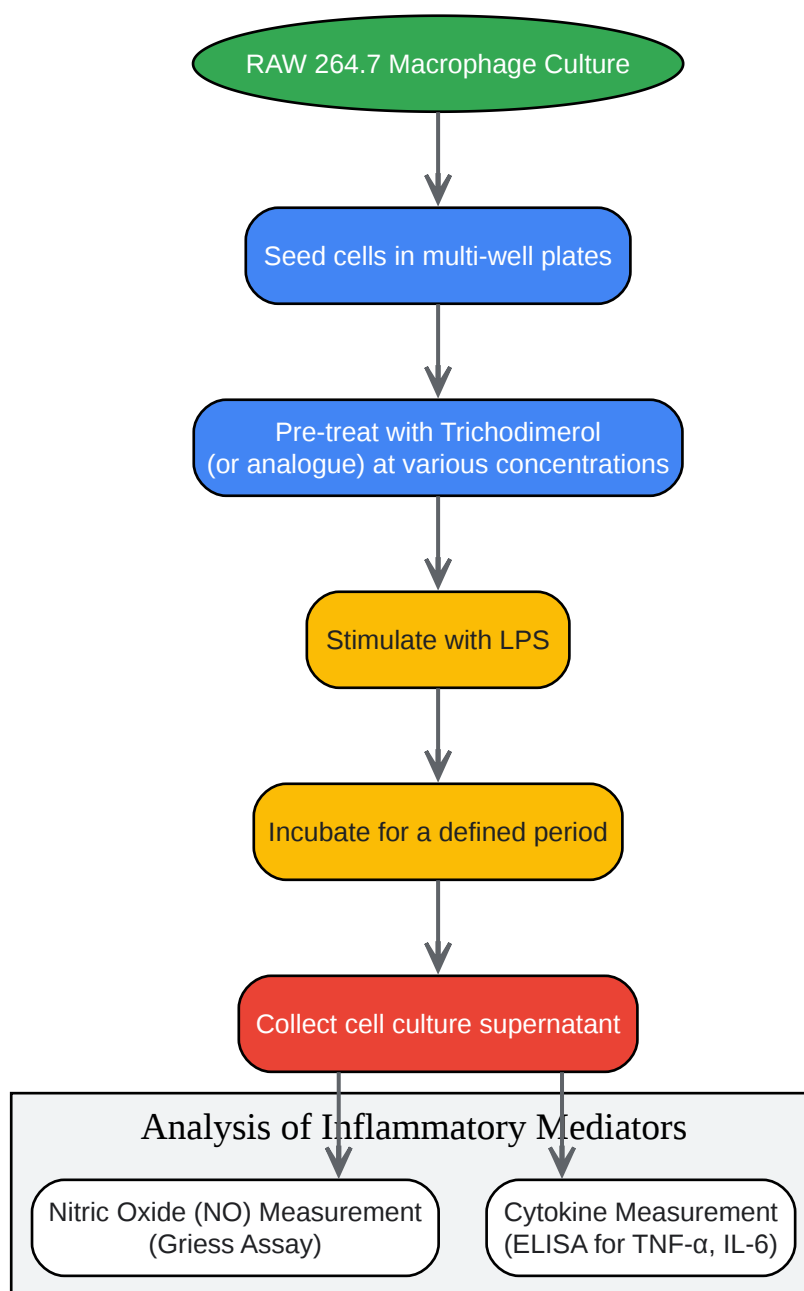 RAW 264.7 Macrophage Culture
Seed cells in multi-well plates
Pre-treat with Trichodimerol
(or analogue) at various concentrations
Stimulate with LPS
Incubate for a defined period
Collect cell culture supernatant
Analysis of Inflammatory Mediators
Nitric Oxide (NO) Measurement
(Griess Assay)
Cytokine Measurement
(ELISA for TNF-α, IL-6)